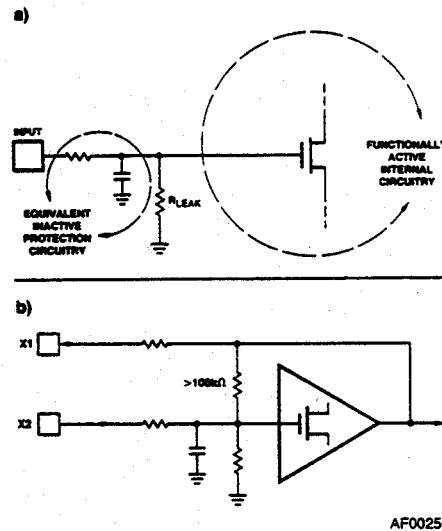 a)
INPUT
FUNCTIONALLY
ACTIVE
INTERNAL
CIRCUITRY
RLEAK
EQUIVALENT
INACTIVE
PROTECTION
CIRCUITRY
b)
X1
>100kΩ
X2
AF0025